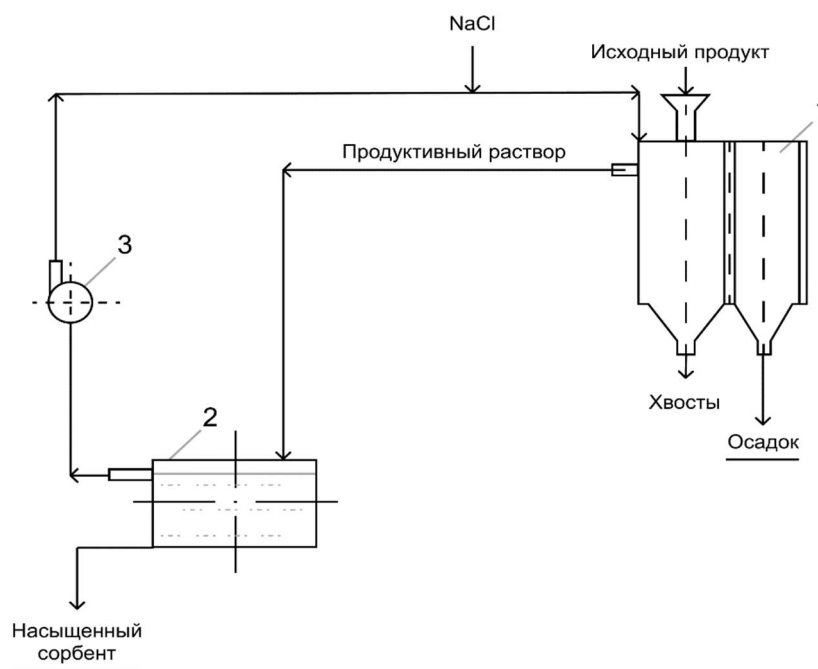 NaCl
Исходный продукт
Продуктивный раствор
3
2
Хвосты
Осадок
Насыщенный
сорбент